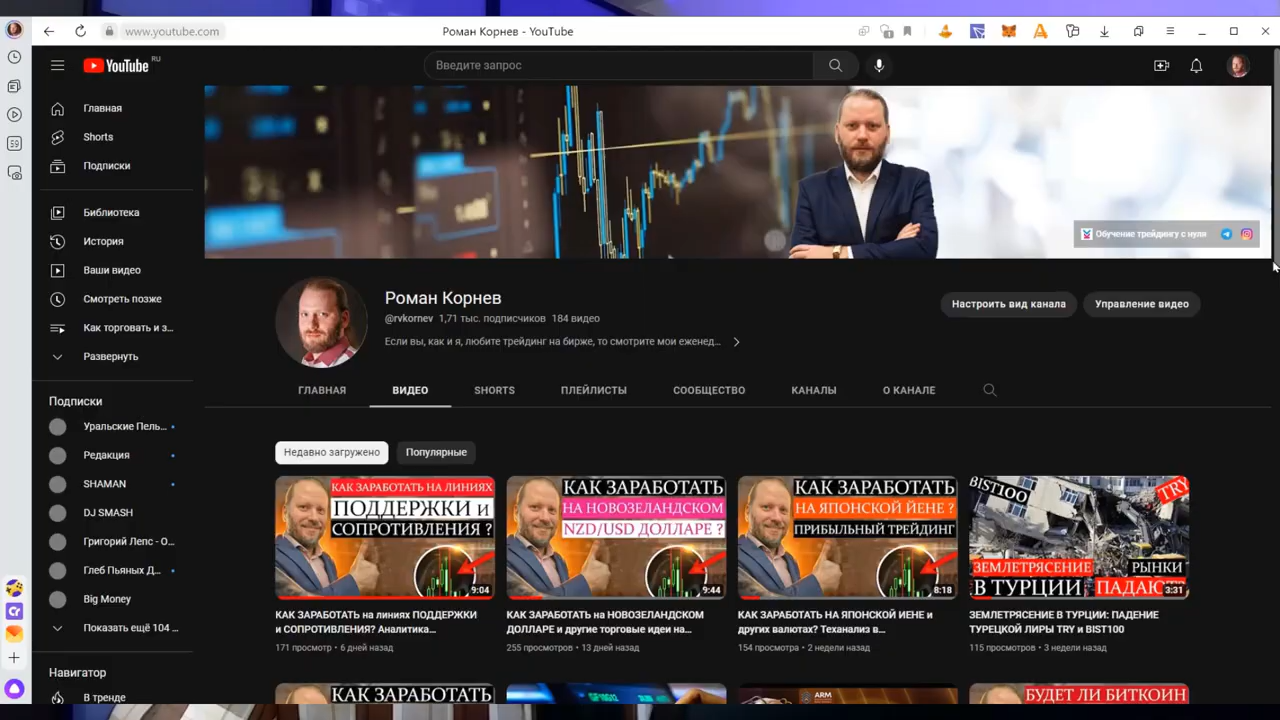 www.youtube.com
Роман Корнев - YouTube
YouTube RU
Введите запрос
Главная
Shorts
Подписки
Библиотека
История
Ваши видео
Смотреть позже
Как торговать и з...
Развернуть
Подписки
Уральские Пель...
Редакция
SHAMAN
DJ SMASH
Григорий Лепс - О...
Глеб Пьяных Д...
Big Money
Показать ещё 104 ...
Навигатор
В тренде
Обучение трейдингу с нуля
Роман Корнев
@rvkornev 1,71 тыс. подписчиков 184 видео
Если вы, как и я, любите трейдинг на бирже, то смотрите мои еженед...
Настроить вид канала
Управление видео
ГЛАВНАЯ
ВИДЕО
SHORTS
ПЛЕЙЛИСТЫ
СООБЩЕСТВО
КАНАЛЫ
О КАНАЛЕ
Недавно загружено
Популярные
КАК ЗАРАБОТАТЬ НА ЛИНИЯХ
ПОДДЕРЖКИ и
СОПРОТИВЛЕНИЯ ?
9:04
КАК ЗАРАБОТАТЬ на линиях ПОДДЕРЖКИ
и СОПРОТИВЛЕНИЯ? Аналитика...
171 просмотр • 6 дней назад
КАК ЗАРАБОТАТЬ
НА НОВОЗЕЛАНДСКОМ
NZD/USD ДОЛЛАРЕ ?
9:44
КАК ЗАРАБОТАТЬ на НОВОЗЕЛАНДСКОМ
ДОЛЛАРЕ и другие торговые идеи на...
255 просмотров • 13 дней назад
КАК ЗАРАБОТАТЬ
НА ЯПОНСКОЙ ЙЕНЕ ?
ПРИБЫЛЬНЫЙ ТРЕЙДИНГ
8:18
КАК ЗАРАБОТАТЬ НА ЯПОНСКОЙ ИЕНЕ и
других валютах? Теханализ в...
154 просмотра • 2 недели назад
BIST100
TRY
ЗЕМЛЕТРЯСЕНИЕ
В ТУРЦИИ:
РЫНКИ
ПАДАЮТ
3:31
ЗЕМЛЕТРЯСЕНИЕ В ТУРЦИИ: ПАДЕНИЕ
ТУРЕЦКОЙ ЛИРЫ TRY и BIST100
115 просмотров • 3 недели назад
КАК ЗАРАБОТАТЬ
ARM
БУДЕТ ЛИ БИТКОИН